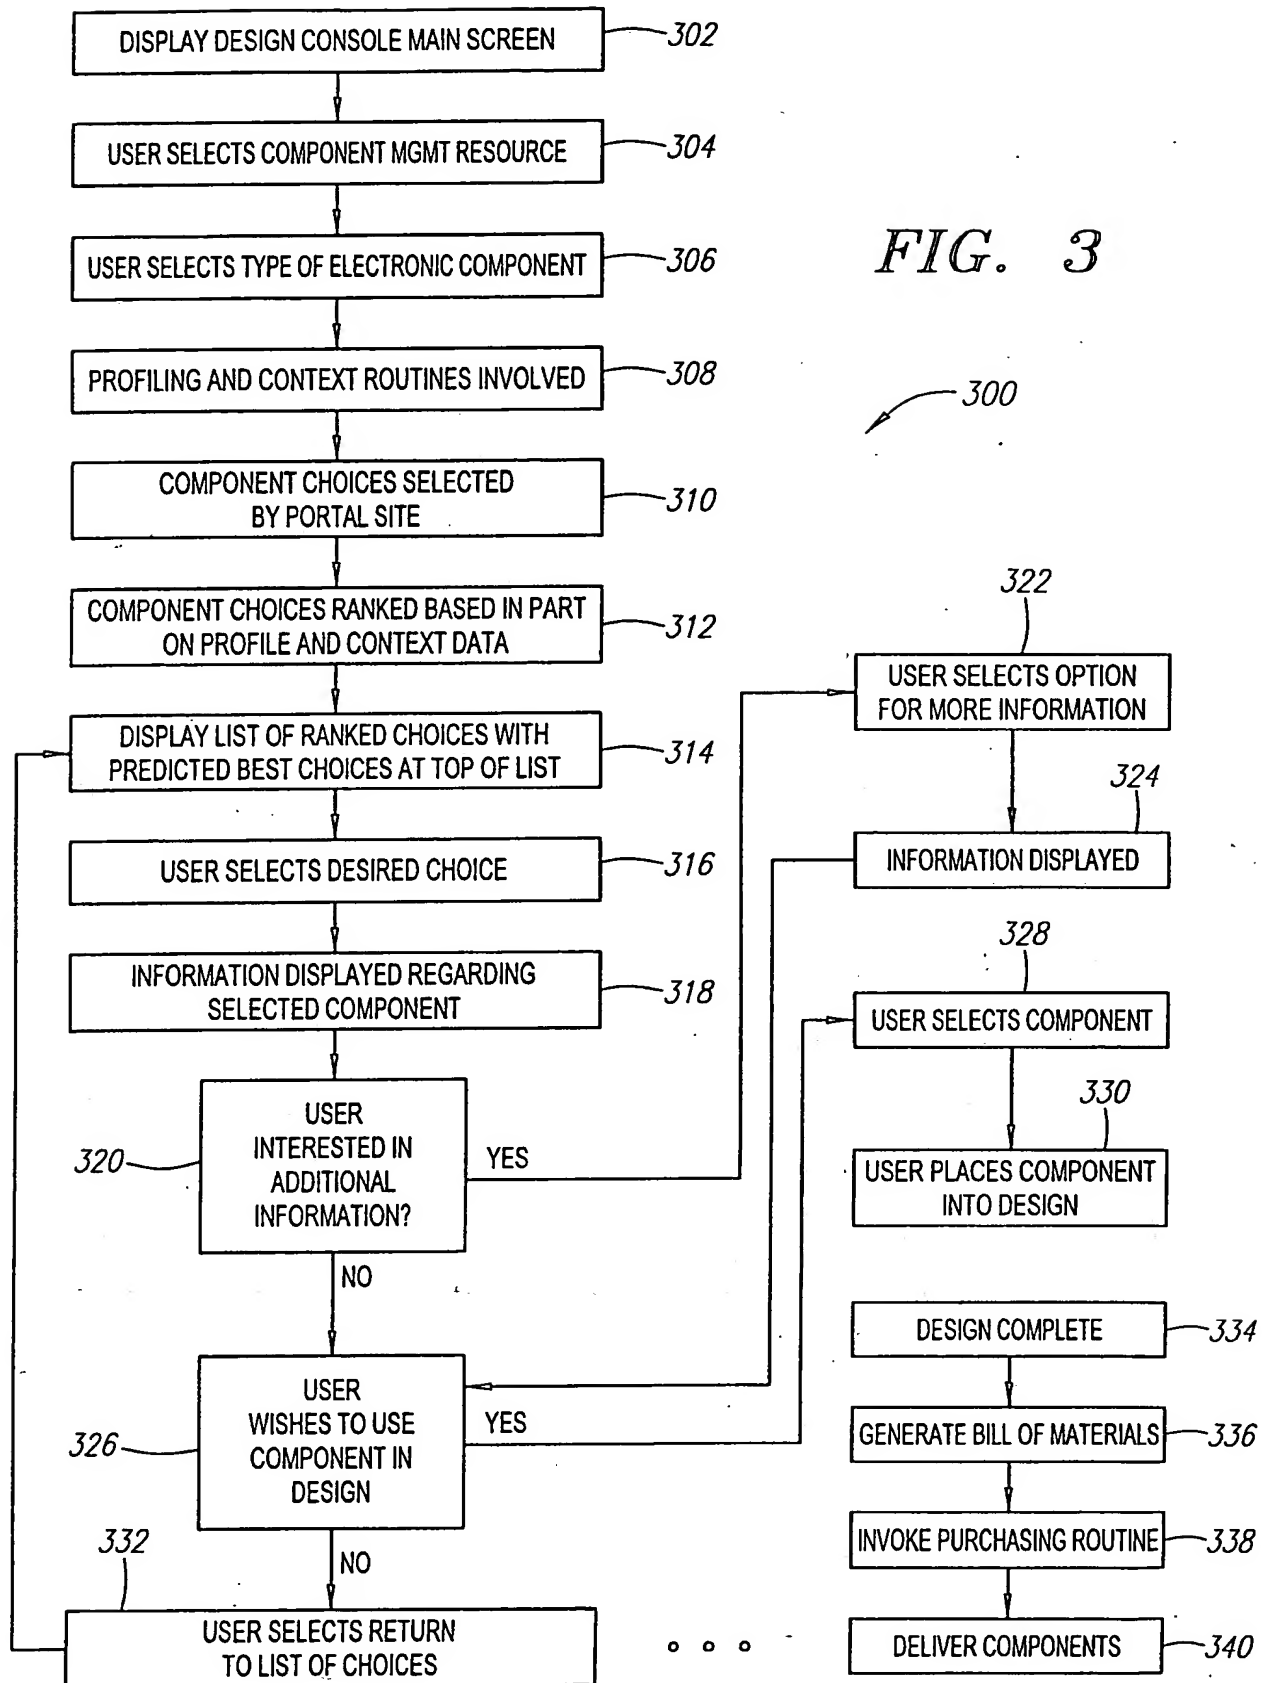 DISPLAY DESIGN CONSOLE MAIN SCREEN
302
USER SELECTS COMPONENT MGMT RESOURCE
304
USER SELECTS TYPE OF ELECTRONIC COMPONENT
306
FIG. 3
PROFILING AND CONTEXT ROUTINES INVOLVED
308
300
COMPONENT CHOICES SELECTED
BY PORTAL SITE
310
COMPONENT CHOICES RANKED BASED IN PART
ON PROFILE AND CONTEXT DATA
312
DISPLAY LIST OF RANKED CHOICES WITH
PREDICTED BEST CHOICES AT TOP OF LIST
314
USER SELECTS DESIRED CHOICE
316
INFORMATION DISPLAYED REGARDING
SELECTED COMPONENT
318
320
USER
INTERESTED IN
ADDITIONAL
INFORMATION?
YES
NO
322
USER SELECTS OPTION
FOR MORE INFORMATION
324
INFORMATION DISPLAYED
326
USER
WISHES TO USE
COMPONENT IN
DESIGN
YES
NO
328
USER SELECTS COMPONENT
330
USER PLACES COMPONENT
INTO DESIGN
332
USER SELECTS RETURN
TO LIST OF CHOICES
DESIGN COMPLETE
334
GENERATE BILL OF MATERIALS
336
INVOKE PURCHASING ROUTINE
338
DELIVER COMPONENTS
340